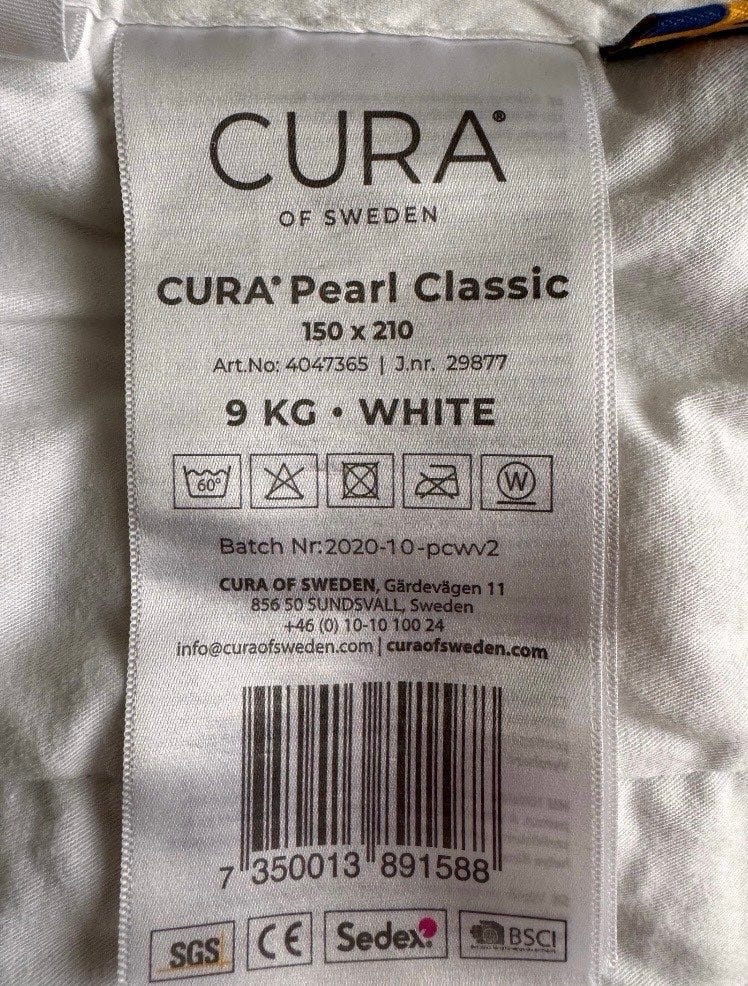 CURA®
OF SWEDEN
CURA® Pearl Classic
150 x 210
Art.No: 4047365 | J.nr. 29877
9 KG • WHITE
60° W
Batch Nr:2020-10-pcwv2
CURA OF SWEDEN, Gärdevägen 11
856 50 SUNDSVALL, Sweden
+46 (0) 10-10 100 24
info@curaofsweden.com | curaofsweden.com
7 350013 891588
SGS CE Sedex BSCI